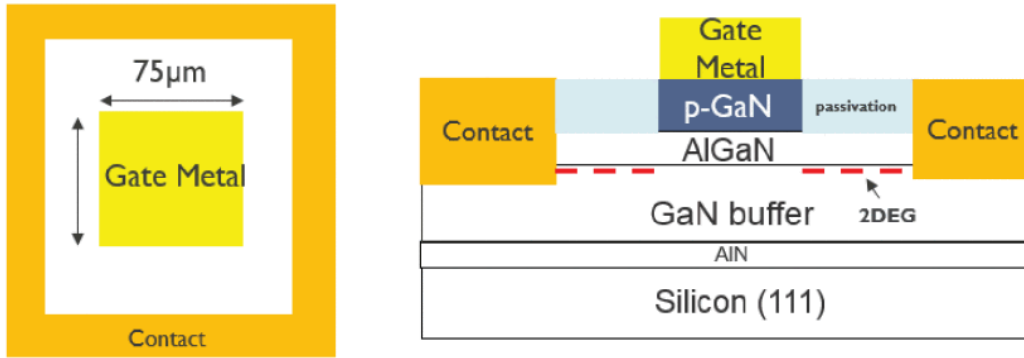 75μm
Gate Metal
Contact
Gate
Metal
p-GaN
passivation
Contact
Contact
AlGaN
2DEG
GaN buffer
AlN
Silicon (111)